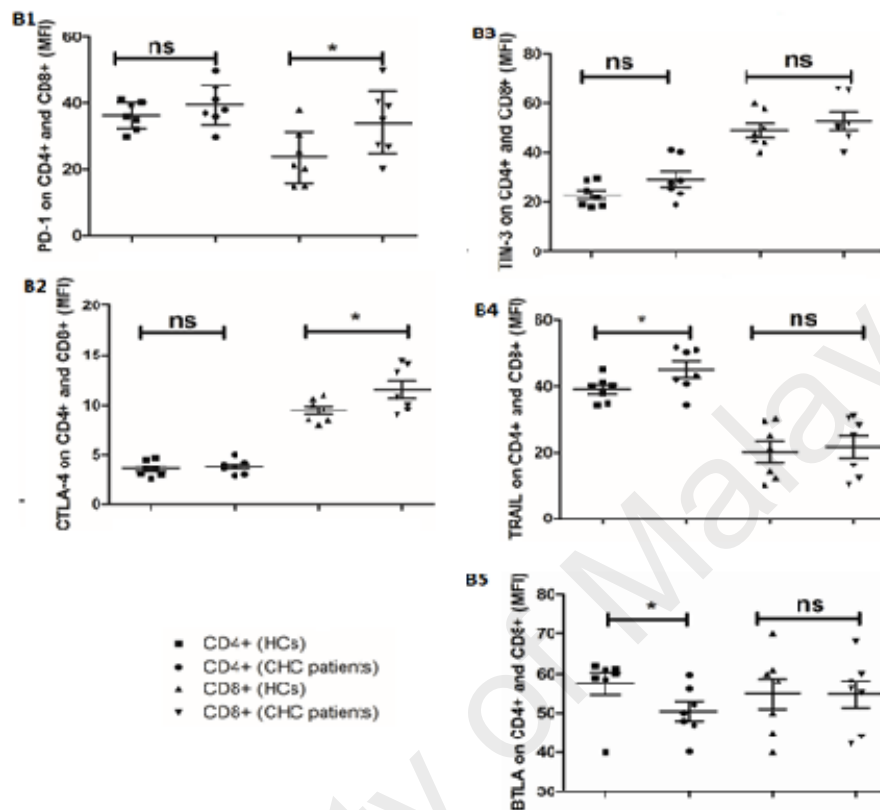 B1
PD-1 on CD4+ and CD8+ (MFI)
60
40
20
0
ns
*
B2
CTLA-4 on CD4+ and CD8+ (MFI)
20
15
10
5
0
ns
*
B3
TIN-3 on CD4+ and CD8+ (MFI)
80
60
40
20
0
ns
ns
B4
TRAIL on CD4+ and CD8+ (MFI)
60
40
20
0
*
ns
B5
BTLA on CD4+ and CD8+ (MFI)
80
70
60
50
40
30
*
ns
CD4+ (HCs)
CD4+ (CHC patients)
CD8+ (HCs)
CD8+ (CHC patients)
ty of Malay